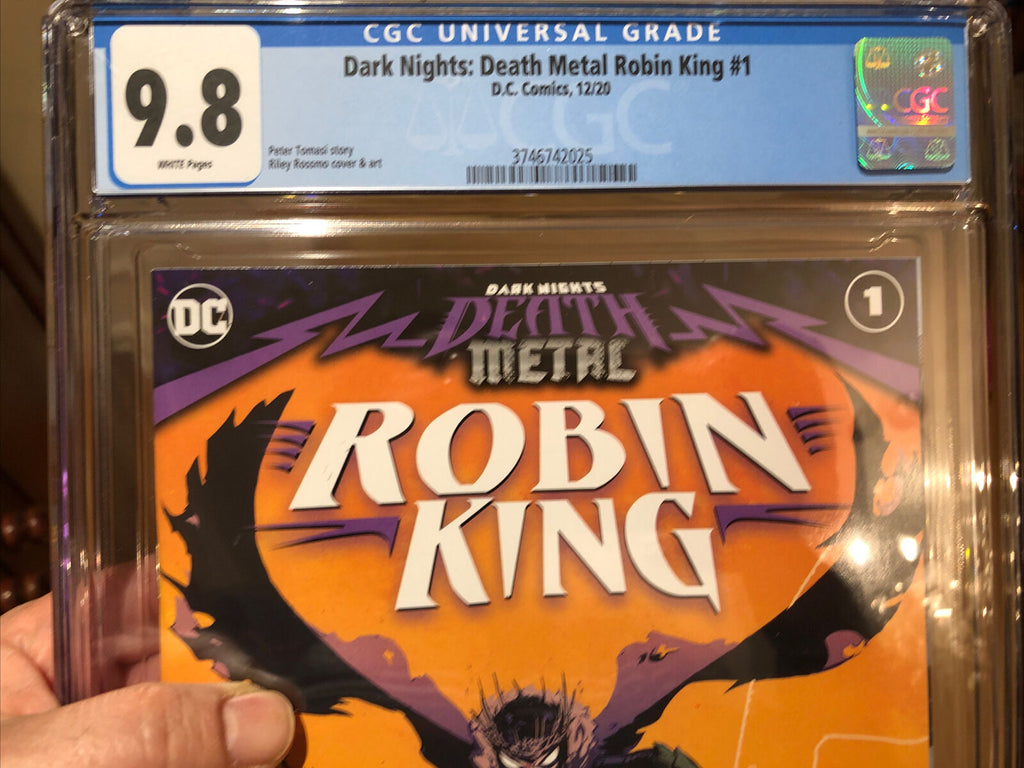 CGC UNIVERSAL GRADE
9.8
WHITE Pages
Dark Nights: Death Metal Robin King #1
D.C. Comics, 12/20
CGC
Peter Tomasi story
Riley Rossmo cover & art
3746742025
CGC
DC
DARK NIGHTS
DEATH
METAL
1
ROBIN
KING